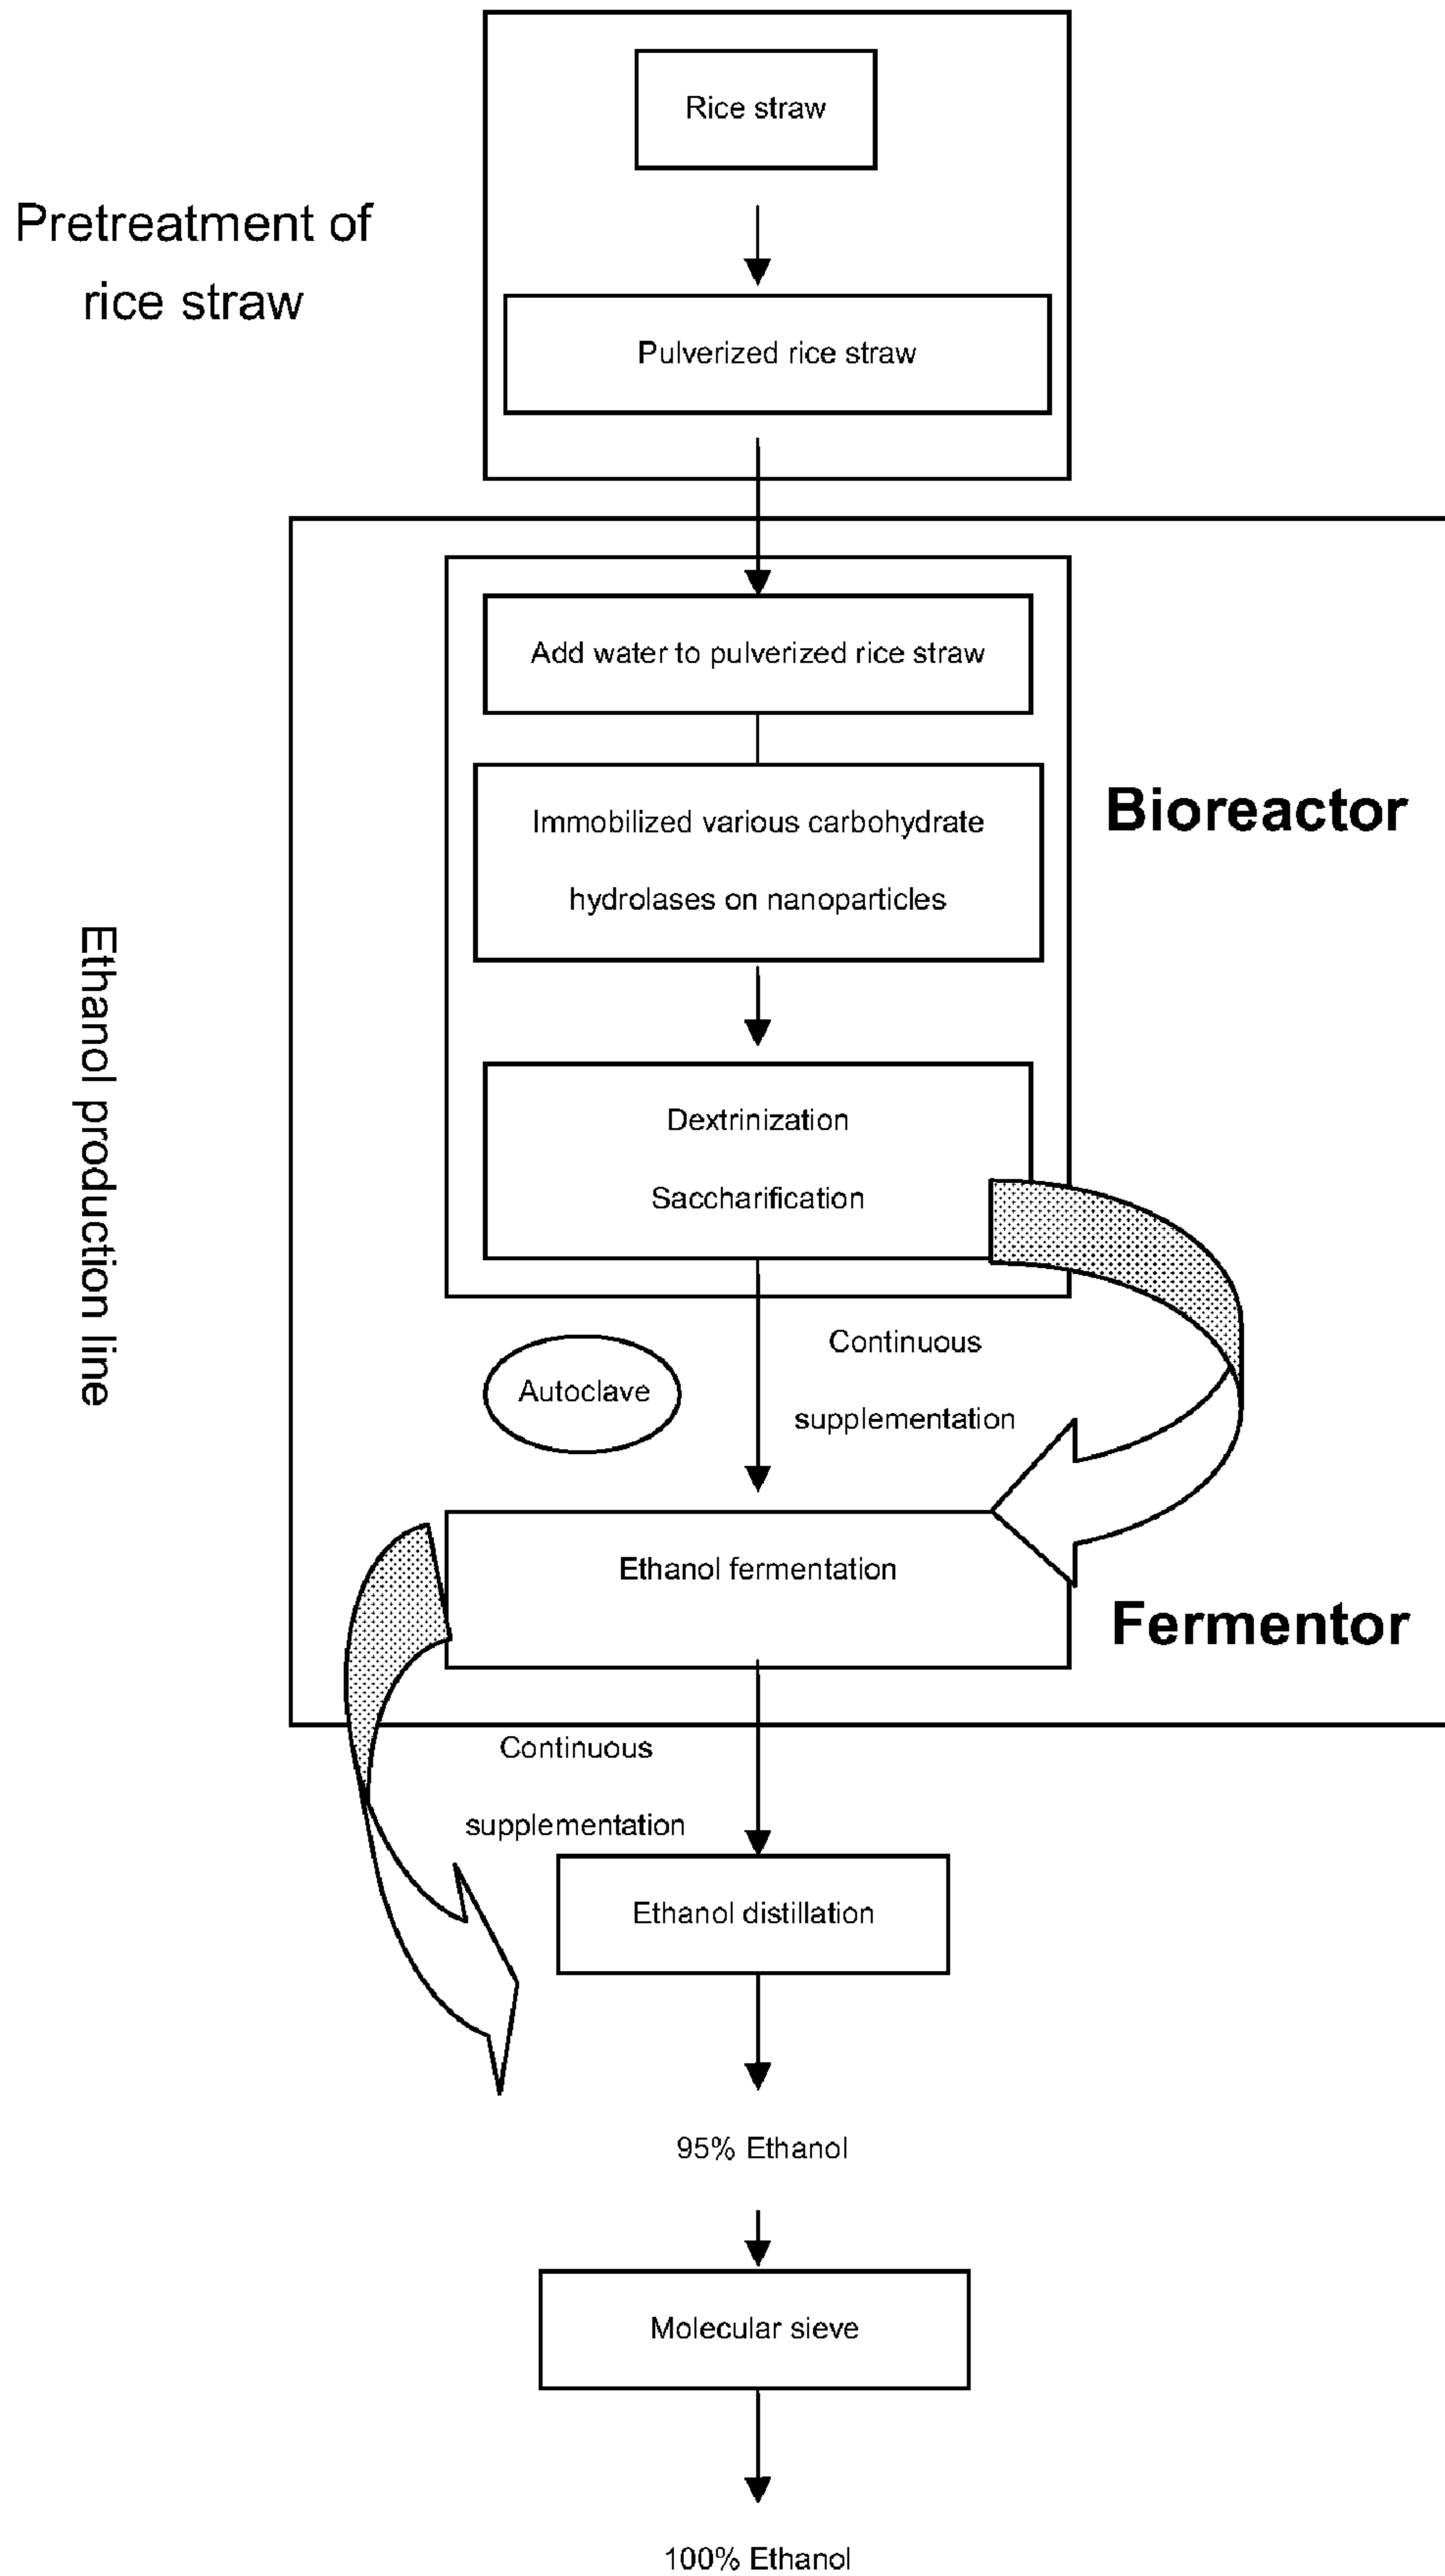 Rice straw
Pretreatment of
rice straw
Pulverized rice straw
Add water to pulverized rice straw
Immobilized various carbohydrate
hydrolases on nanoparticles
Bioreactor
Ethanol production line
Dextrinization
Saccharification
Continuous
supplementation
Autoclave
Ethanol fermentation
Fermentor
Continuous
supplementation
Ethanol distillation
95% Ethanol
Molecular sieve
100% Ethanol